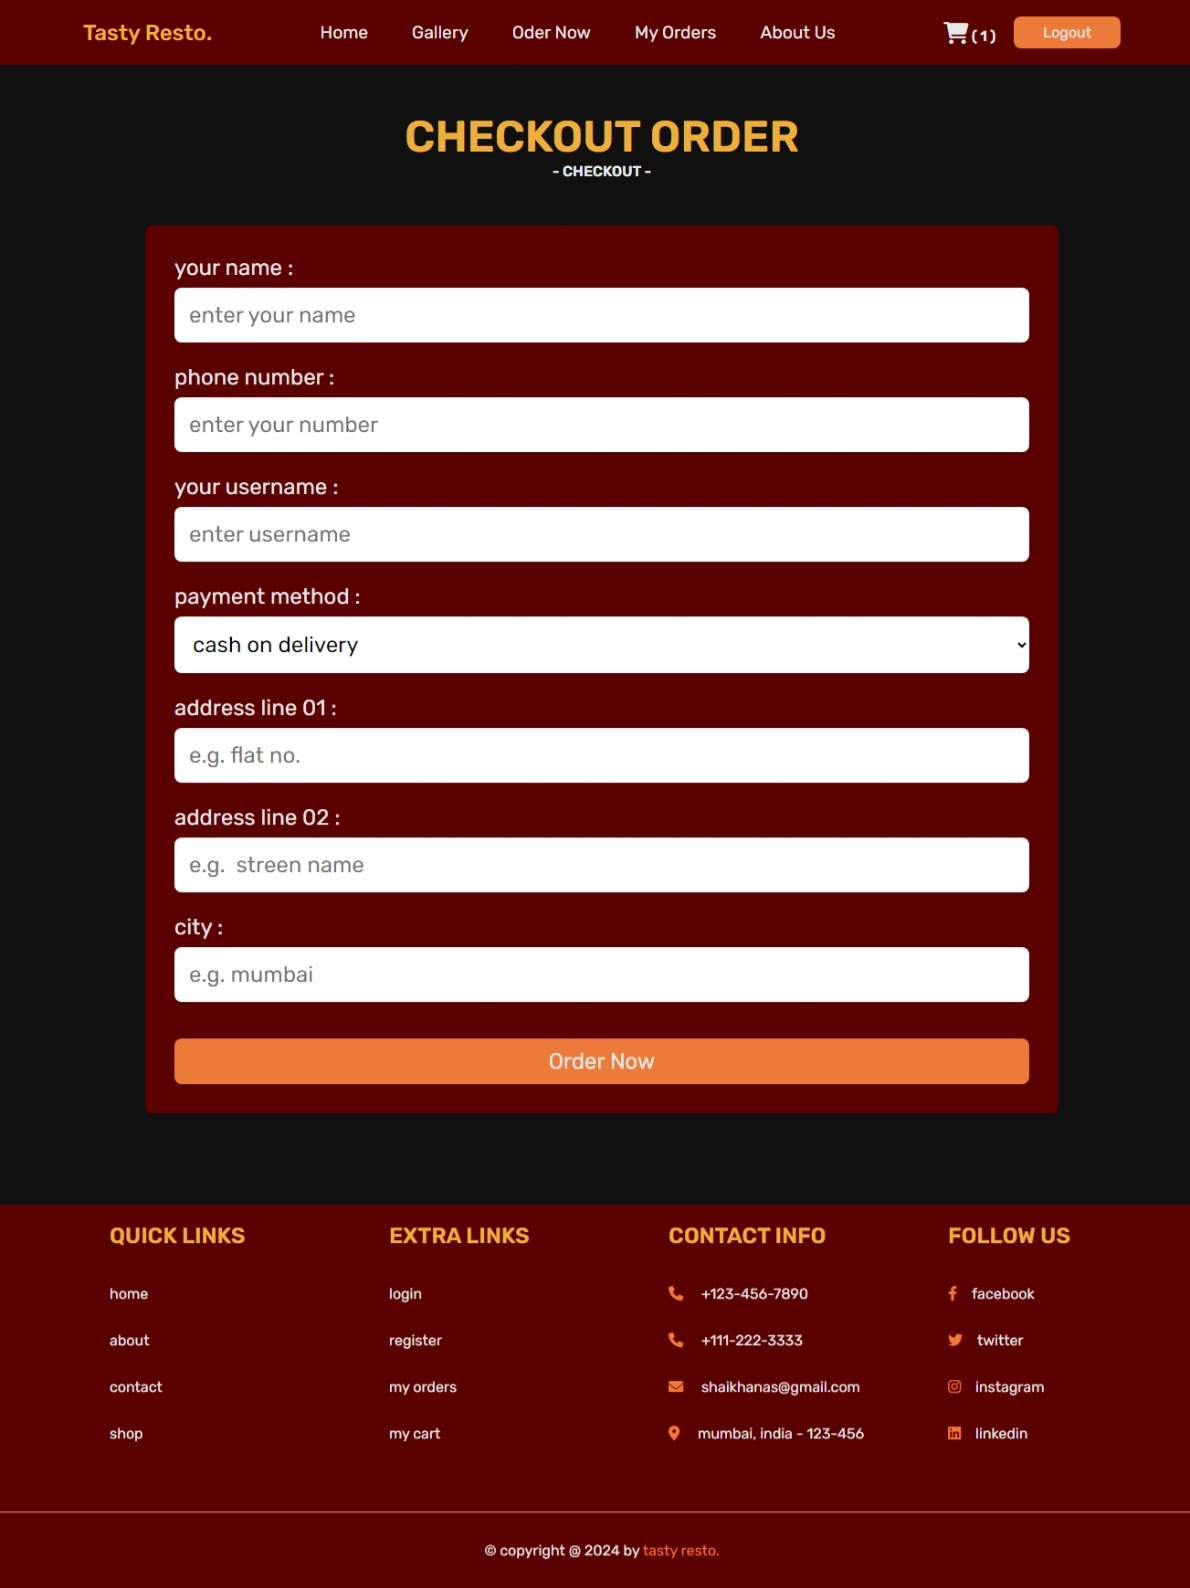 Tasty Resto.
Home Gallery Oder Now My Orders About Us
(1) Logout
CHECKOUT ORDER
- CHECKOUT -
your name :
enter your name
phone number :
enter your number
your username :
enter username
payment method :
cash on delivery
address line 01 :
e.g. flat no.
address line 02 :
e.g.  streen name
city :
e.g. mumbai
Order Now
QUICK LINKS
home
about
contact
shop
EXTRA LINKS
login
register
my orders
my cart
CONTACT INFO
+123-456-7890
+111-222-3333
shaikhanas@gmail.com
mumbai, india - 123-456
FOLLOW US
facebook
twitter
instagram
linkedin
© copyright @ 2024 by tasty resto.